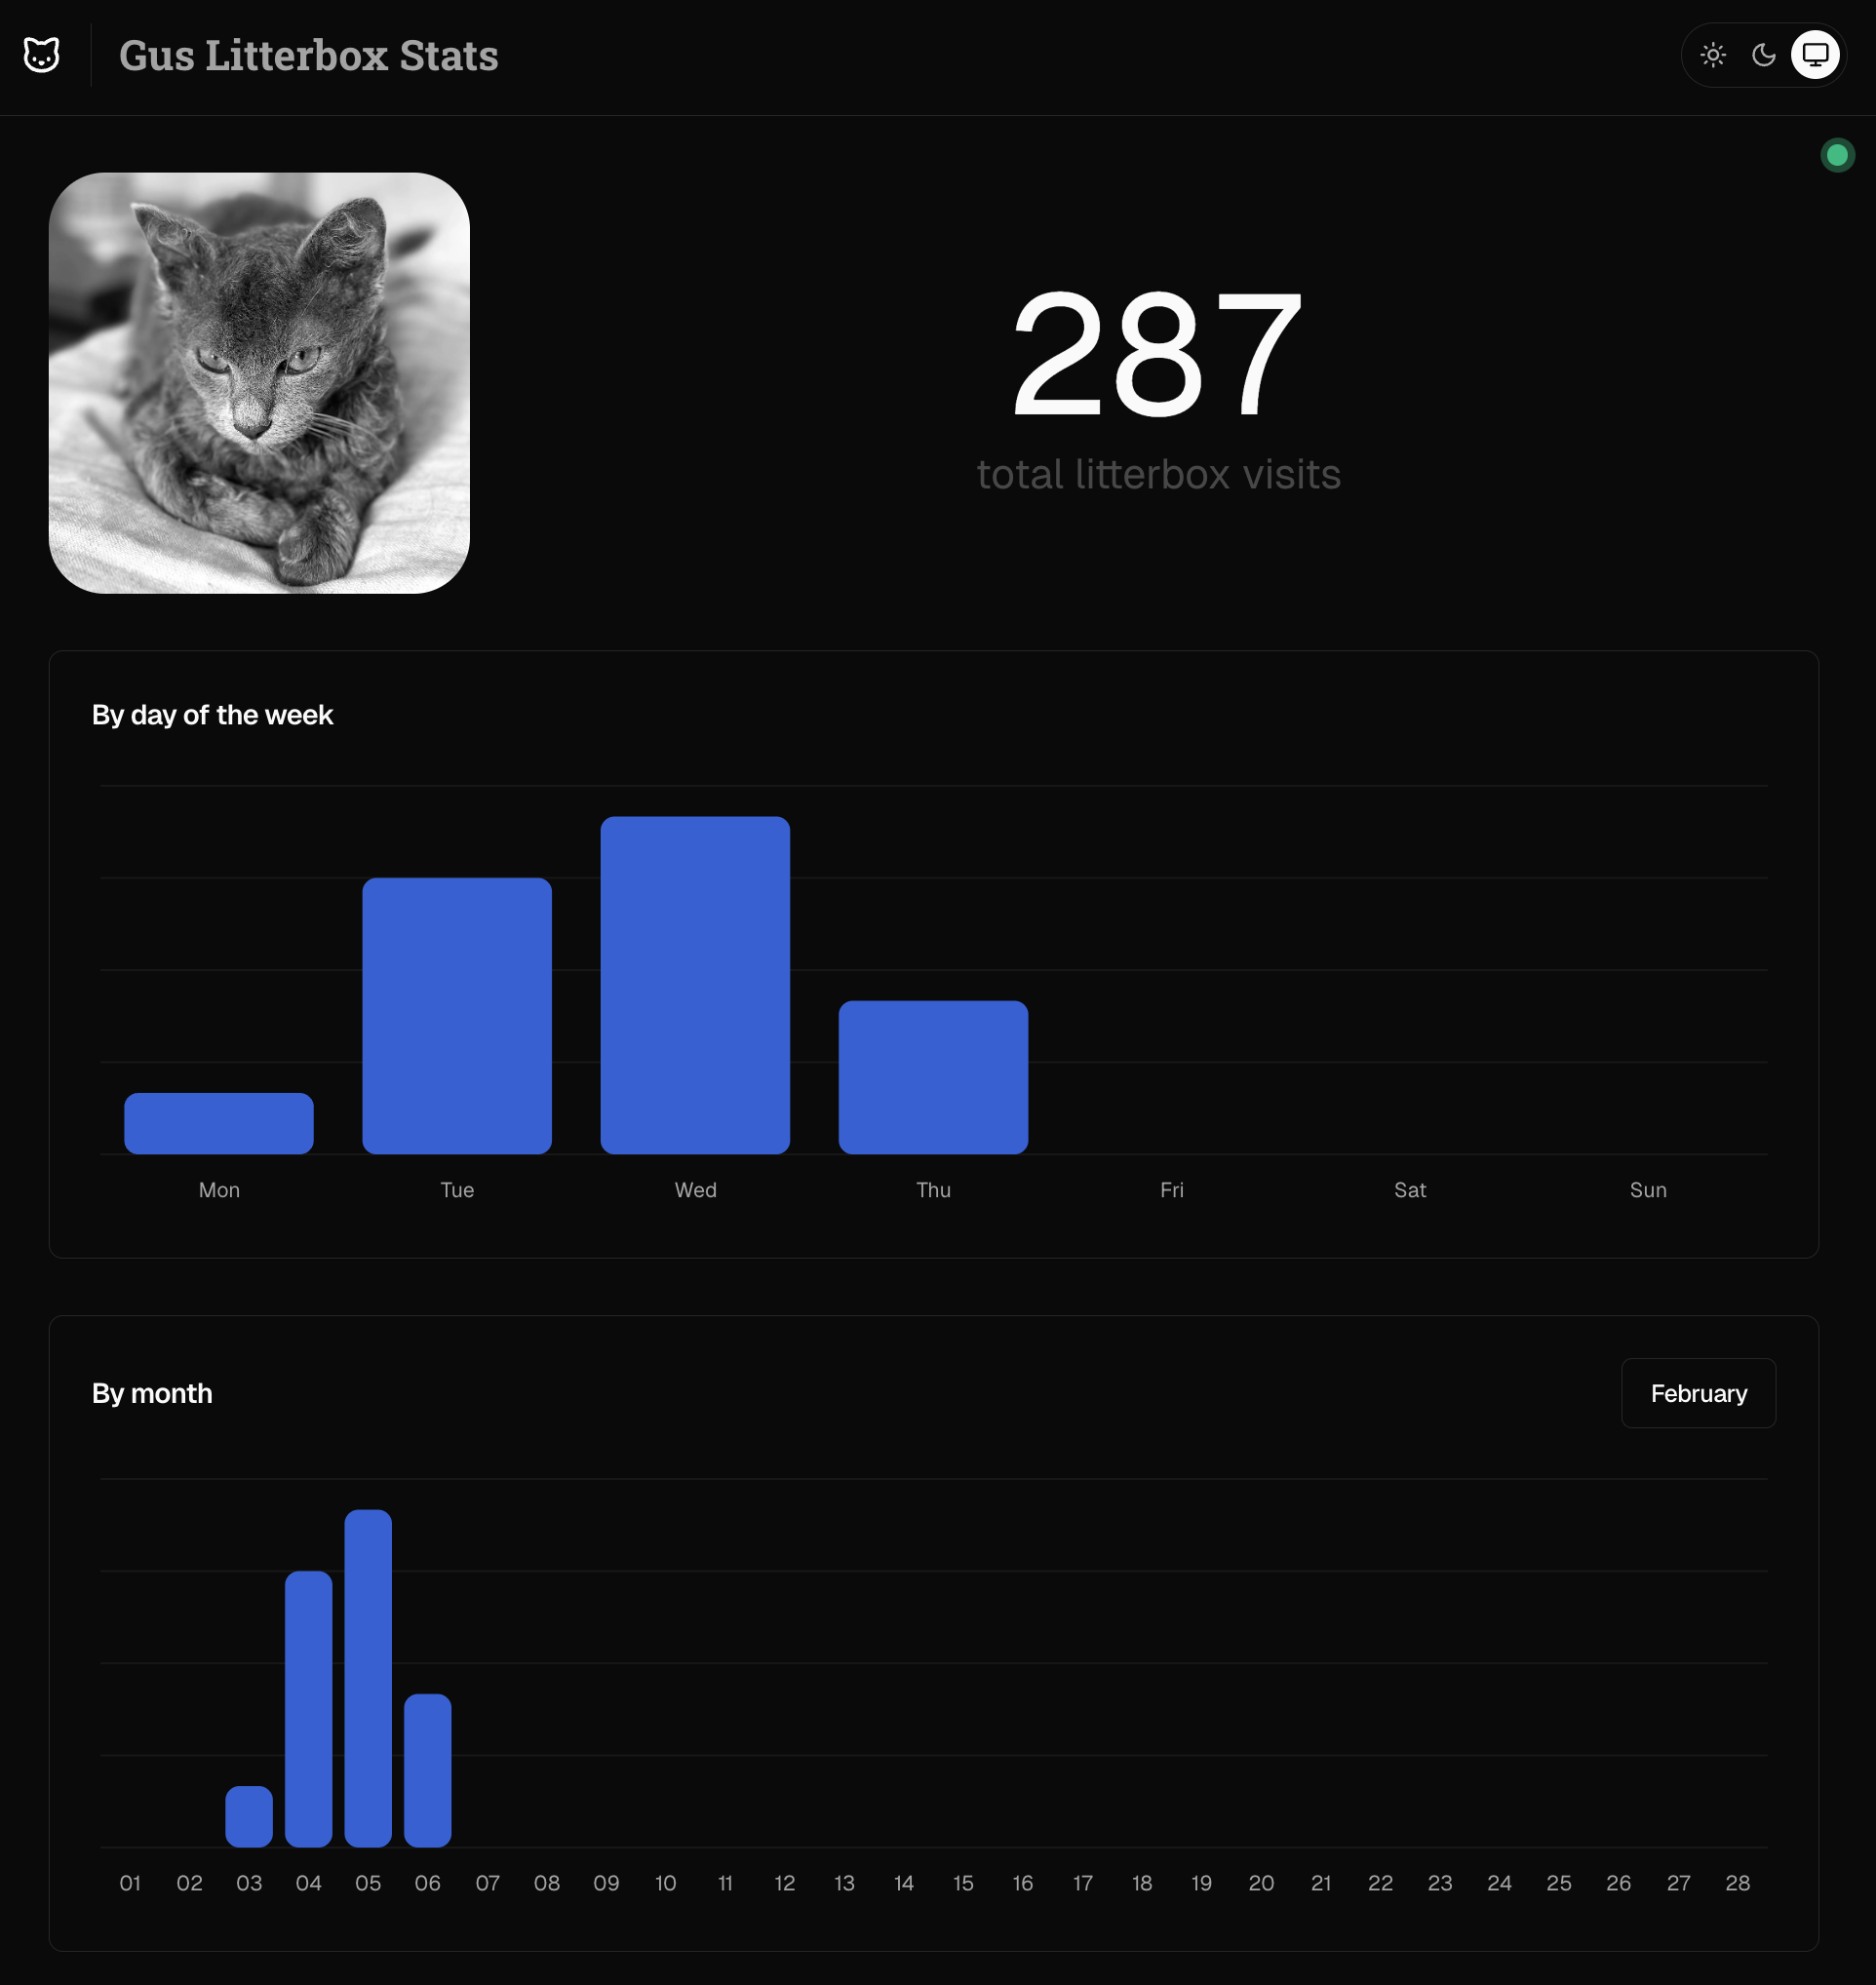 Gus Litterbox Stats
287
total litterbox visits
By day of the week
Mon Tue Wed Thu Fri Sat Sun
By month
February
01 02 03 04 05 06 07 08 09 10 11 12 13 14 15 16 17 18 19 20 21 22 23 24 25 26 27 28